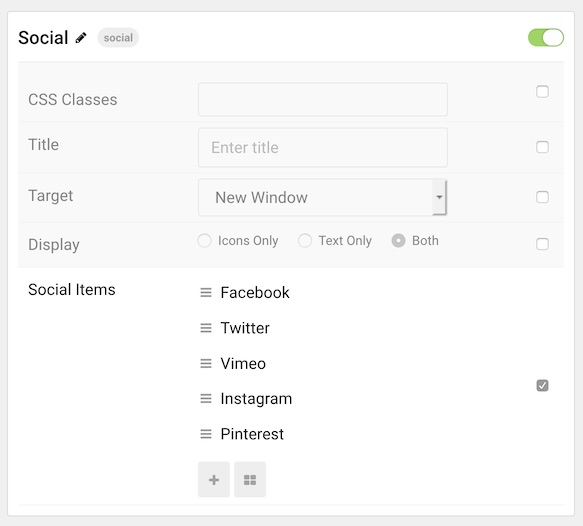 Social social
CSS Classes
Title Enter title
Target New Window
Display Icons Only Text Only Both
Social Items Facebook
Twitter
Vimeo
Instagram
Pinterest